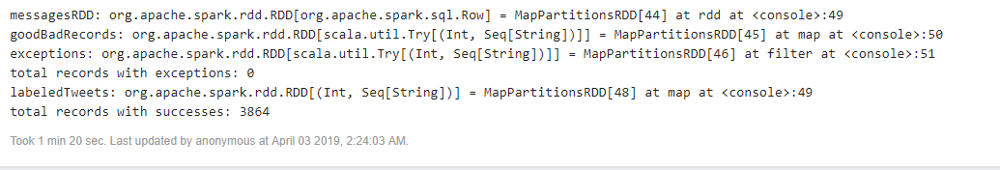 messagesRDD: org.apache.spark.rdd.RDD[org.apache.spark.sql.Row] = MapPartitionsRDD[44] at rdd at <console>:49
goodBadRecords: org.apache.spark.rdd.RDD[scala.util.Try[(Int, Seq[String])]] = MapPartitionsRDD[45] at map at <console>:50
exceptions: org.apache.spark.rdd.RDD[scala.util.Try[(Int, Seq[String])]] = MapPartitionsRDD[46] at filter at <console>:51
total records with exceptions: 0
labeledTweets: org.apache.spark.rdd.RDD[(Int, Seq[String])] = MapPartitionsRDD[48] at map at <console>:49
total records with successes: 3864
Took 1 min 20 sec. Last updated by anonymous at April 03 2019, 2:24:03 AM.